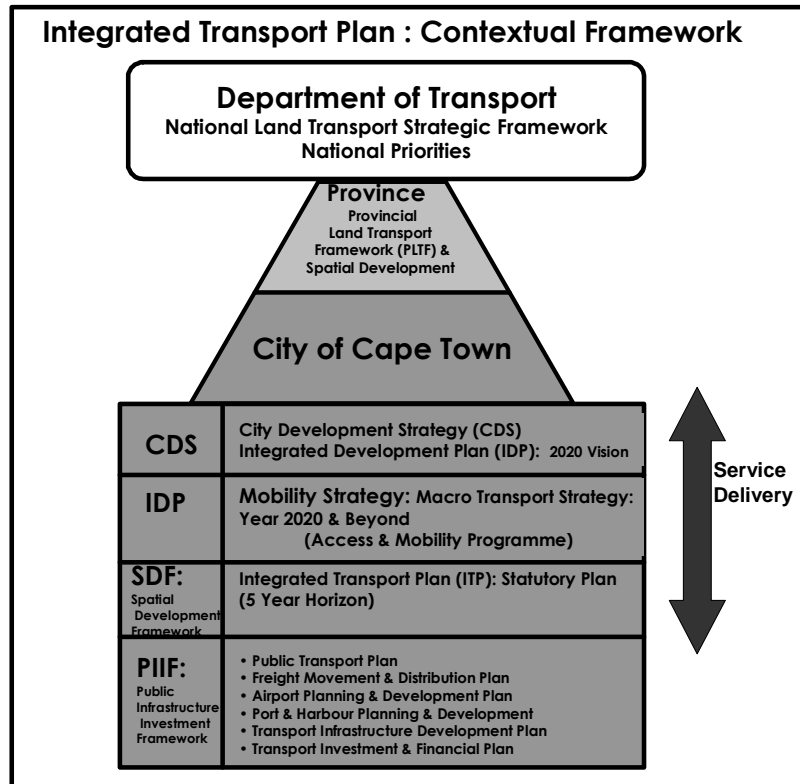 Integrated Transport Plan : Contextual Framework
Department of Transport
National Land Transport Strategic Framework
National Priorities
Province
Provincial
Land Transport
Framework (PLTF) &
Spatial Development
City of Cape Town
CDS
City Development Strategy (CDS)
Integrated Development Plan (IDP): 2020 Vision
IDP
Mobility Strategy: Macro Transport Strategy:
Year 2020 & Beyond
(Access & Mobility Programme)
SDF:
Spatial
Development
Framework
Integrated Transport Plan (ITP): Statutory Plan
(5 Year Horizon)
PIIF:
Public
Infrastructure
Investment
Framework
• Public Transport Plan
• Freight Movement & Distribution Plan
• Airport Planning & Development Plan
• Port & Harbour Planning & Development
• Transport Infrastructure Development Plan
• Transport Investment & Financial Plan
Service
Delivery